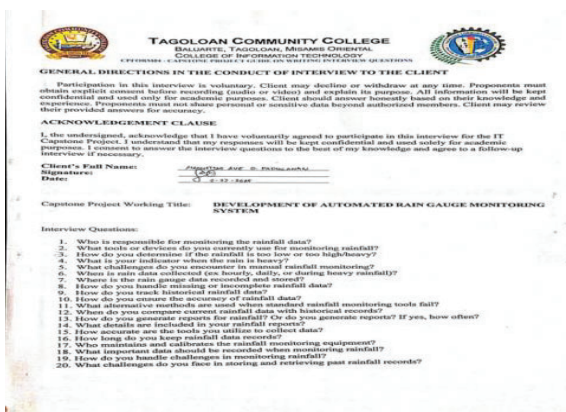 TAGOLOAN COMMUNITY COLLEGE
BALUARTE, TAGOLOAN, MISAMIS ORIENTAL
COLLEGE OF INFORMATION TECHNOLOGY
- CAPSTONE PROJECT GUIDE ON WRITING INTERVIEW QUESTIONS
GENERAL DIRECTIONS IN THE CONDUCT OF INTERVIEW TO THE CLIENT
Participation in this interview is voluntary. Client may decline or withdraw at any time. Proponents must
obtain explicit consent before recording (audio or video) and explain its purpose. All information will be kept
confidential and used only for academic purposes. Client should answer honestly based on their knowledge and
experience. Proponents must not share personal or sensitive data beyond authorized members. Client may review
their provided answers for accuracy.
ACKNOWLEDGEMENT CLAUSE
I, the undersigned, acknowledge that I have voluntarily agreed to participate in this interview for the IT
Capstone Project. I understand that my responses will be kept confidential and used solely for academic
purposes. I consent to answer the interview questions to the best of my knowledge and agree to a follow-up
interview if necessary.
Client's Full Name:
Signature:
Date:
Capstone Project Working Title: DEVELOPMENT OF AUTOMATED RAIN GAUGE MONITORING
SYSTEM
Interview Questions:
1. Who is responsible for monitoring the rainfall data?
2. What tools or devices do you currently use for monitoring rainfall?
3. How do you determine if the rainfall is too low or too high/heavy?
4. What is your indicator when the rain is heavy?
5. What challenges do you encounter in manual rainfall monitoring?
6. When is rain data collected (ex hourly, daily, or during heavy rainfall)?
7. Where is the rain gauge data recorded and stored?
8. How do you handle missing or incomplete rainfall data?
9. How do you track historical rainfall data?
10. How do you ensure the accuracy of rainfall data?
11. What alternative methods are used when standard rainfall monitoring tools fail?
12. When do you compare current rainfall data with historical records?
13. How do you generate reports for rainfall? Or do you generate reports? If yes, how often?
14. What details are included in your rainfall reports?
15. How accurate are the tools you utilize to collect data?
16. How long do you keep rainfall data records?
17. Who maintains and calibrates the rainfall monitoring equipment?
18. What important data should be recorded when monitoring rainfall?
19. How do you handle challenges in monitoring rainfall?
20. What challenges do you face in storing and retrieving past rainfall records?